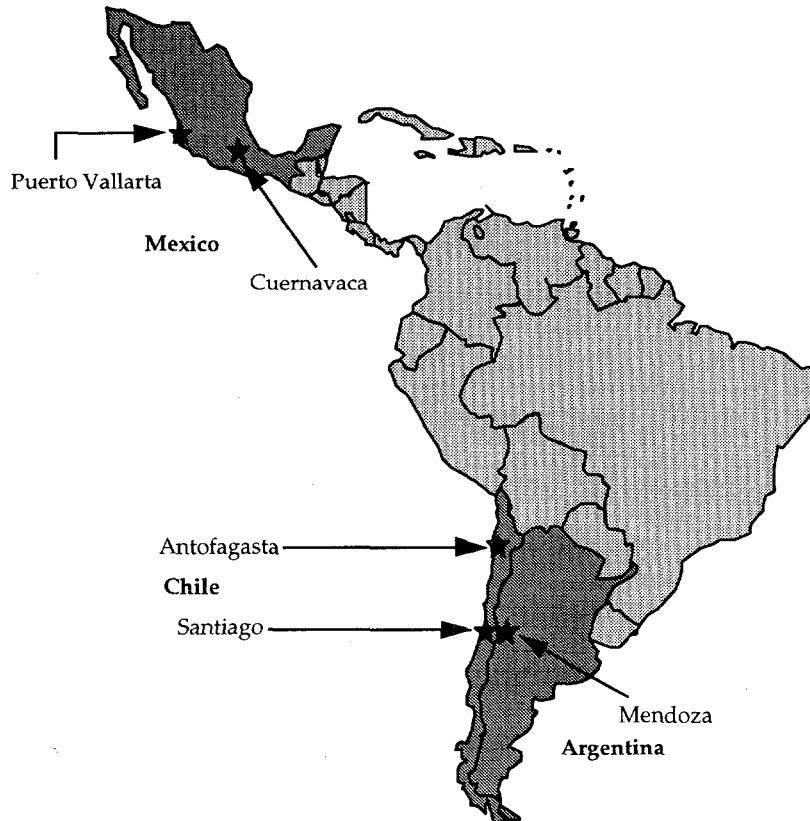 Puerto Vallarta
Mexico
Cuernavaca
Antofagasta
Chile
Santiago
Mendoza
Argentina